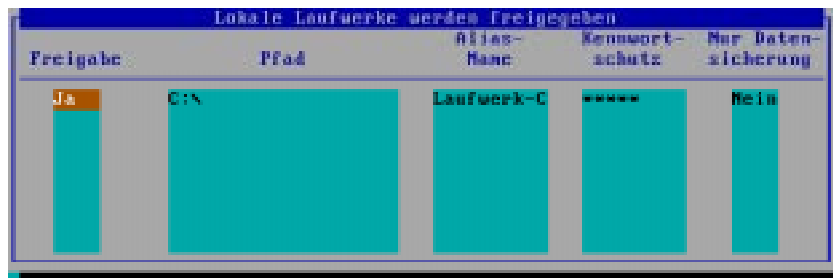 Lokale Laufwerke werden freigegeben
Alias- Kennwort- Nur Daten-
Freigabe Pfad Name schutz sicherung
Ja C:\ Laufwerk-C ***** Nein